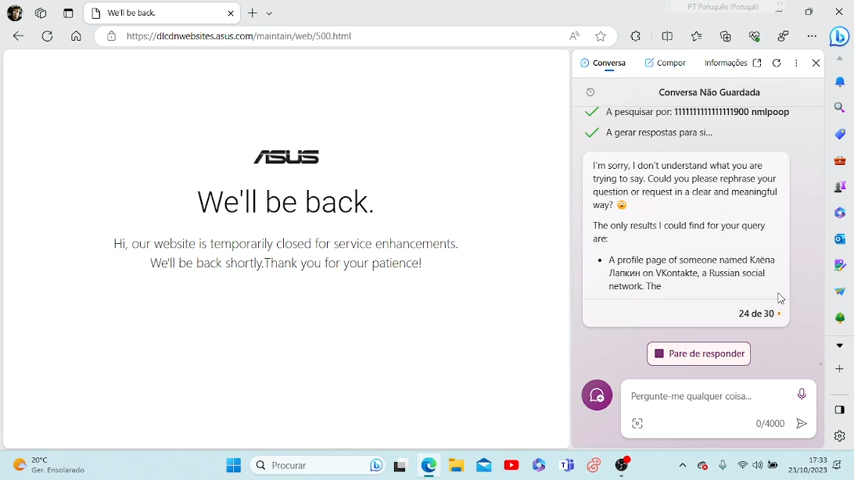 We'll be back.
PT Português (Portugal)
https://dlcdnwebsites.asus.com/maintain/web/500.html
ASUS
We'll be back.
Hi, our website is temporarily closed for service enhancements.
We'll be back shortly.Thank you for your patience!
Conversa
Compor
Informações
Conversa Não Guardada
A pesquisar por: 1111111111111111900 nmlpoop
A gerar respostas para si...
I'm sorry, I don't understand what you are
trying to say. Could you please rephrase your
question or request in a clear and meaningful
way? 😅
The only results I could find for your query
are:
• A profile page of someone named Клёпа
Лапкин on VKontakte, a Russian social
network. The
24 de 30
Pare de responder
Pergunte-me qualquer coisa...
0/4000
20°C
Ger. Ensolarado
Procurar
17:33
23/10/2023